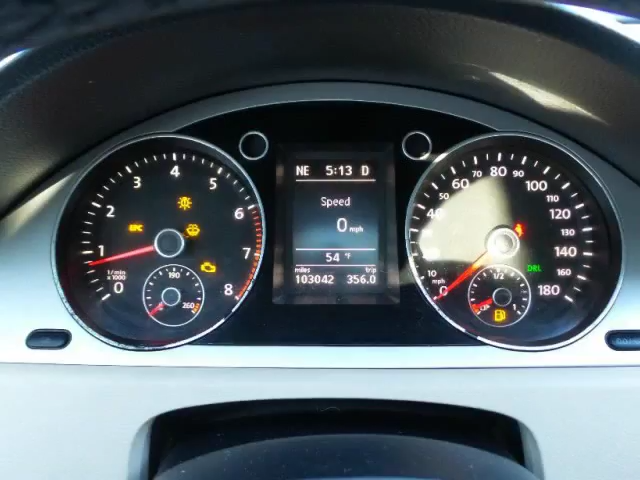 NE 5:13 D
Speed
0 mph
54 °F
miles trip
103042 356.0
0 1 2 3 4 5 6 7 8
1/min
x 1000
EPC
190
260
0 10 40 60 80 90 100 120 140 160 180
mph
DRL
1/2
1